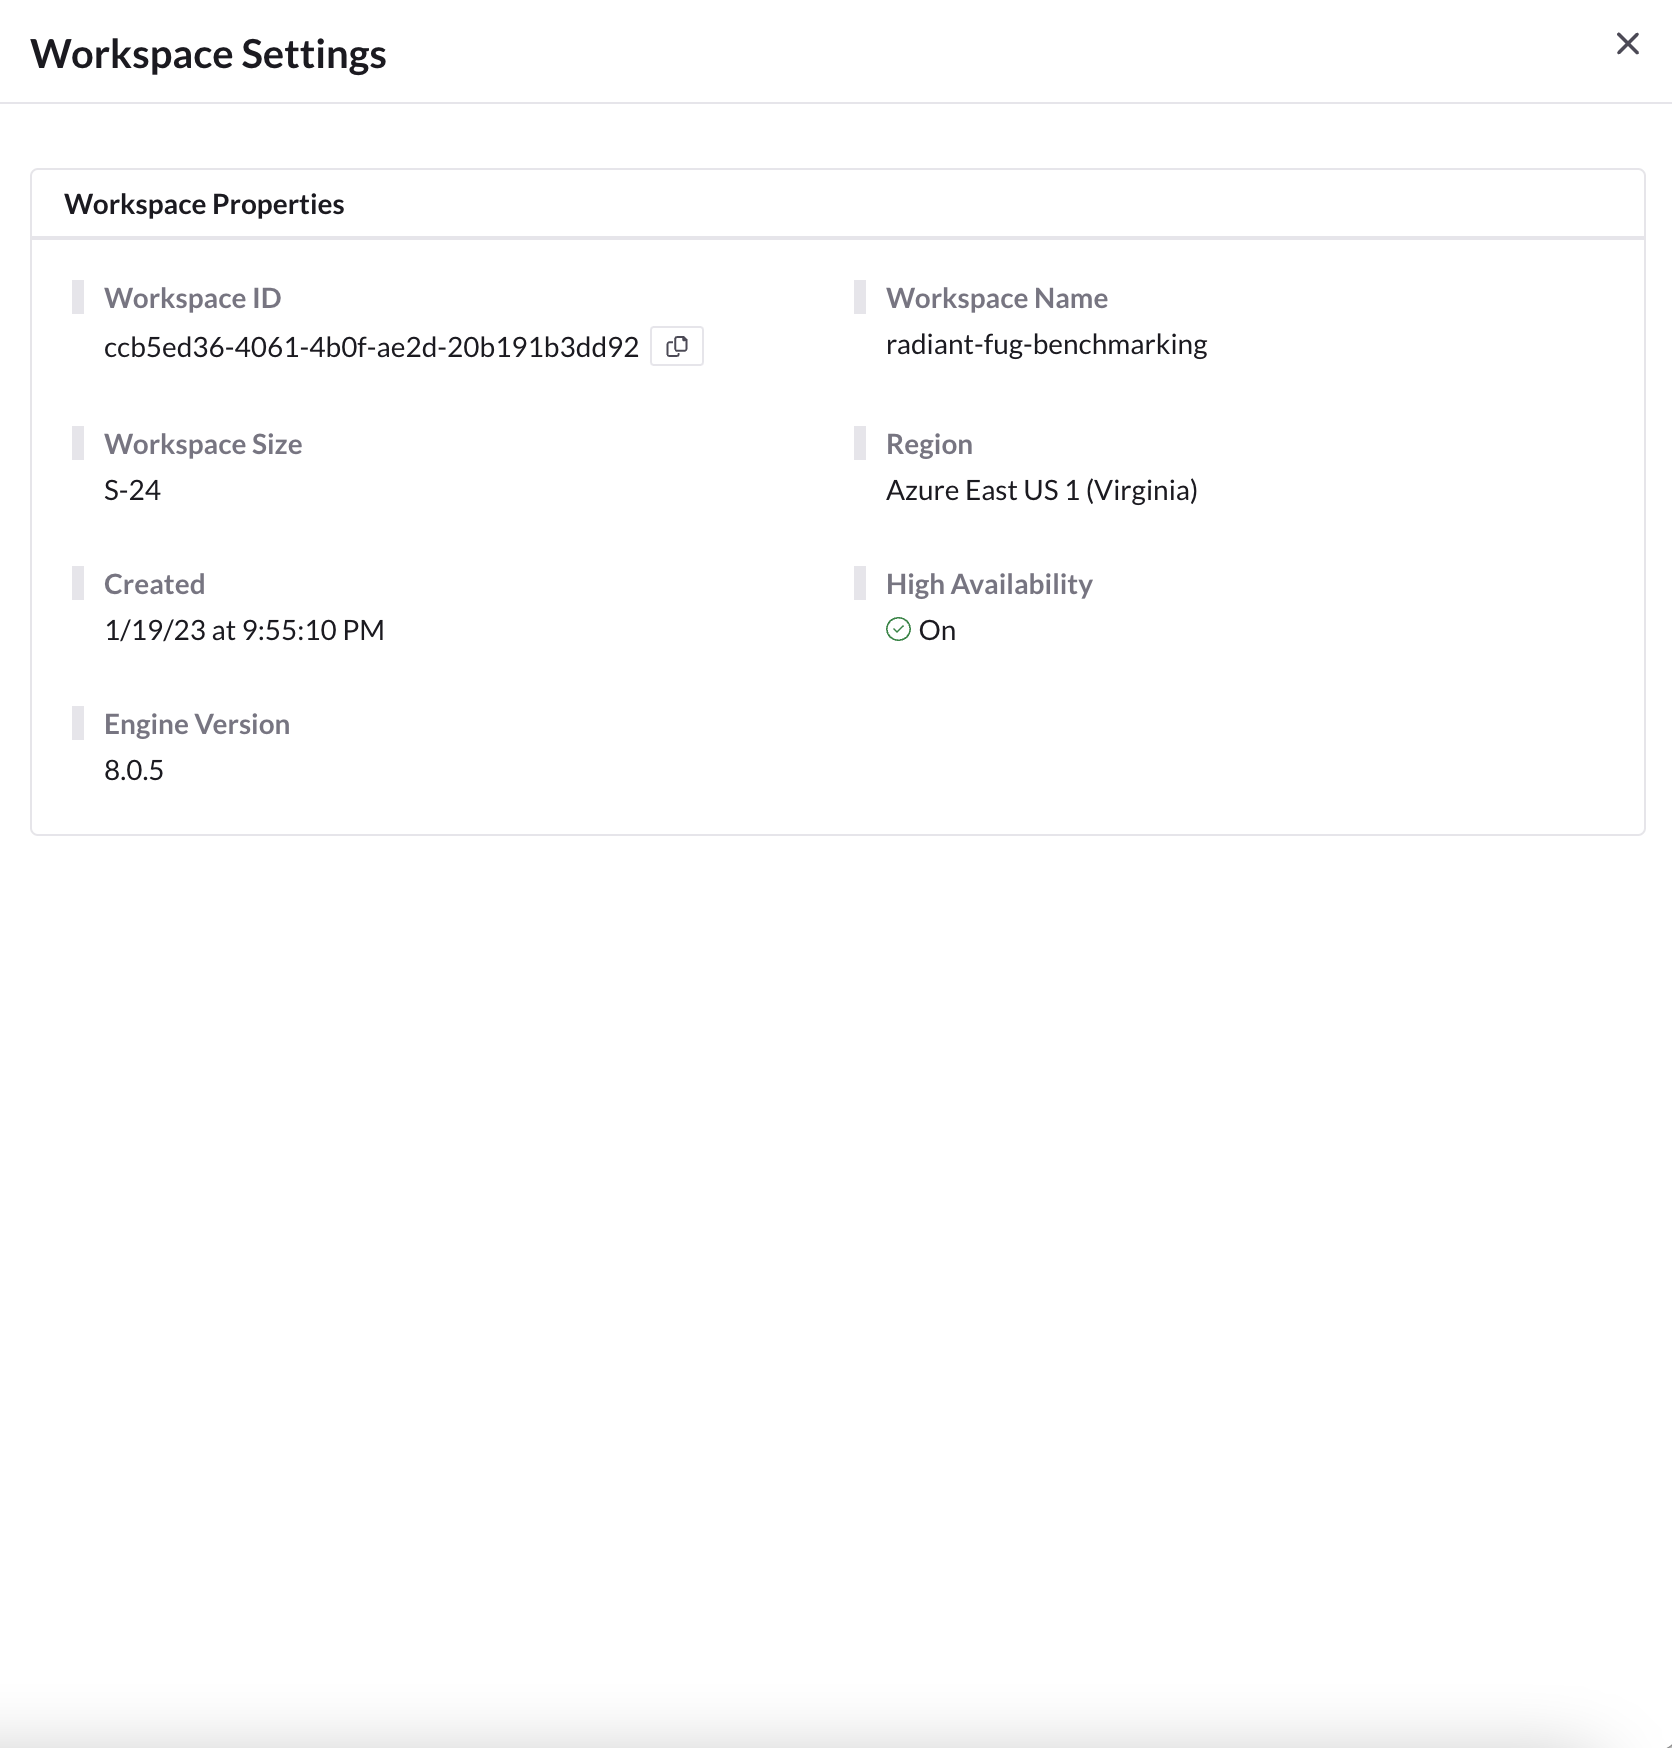 Workspace Settings
Workspace Properties
Workspace ID
ccb5ed36-4061-4b0f-ae2d-20b191b3dd92
Workspace Name
radiant-fug-benchmarking
Workspace Size
S-24
Region
Azure East US 1 (Virginia)
Created
1/19/23 at 9:55:10 PM
High Availability
On
Engine Version
8.0.5